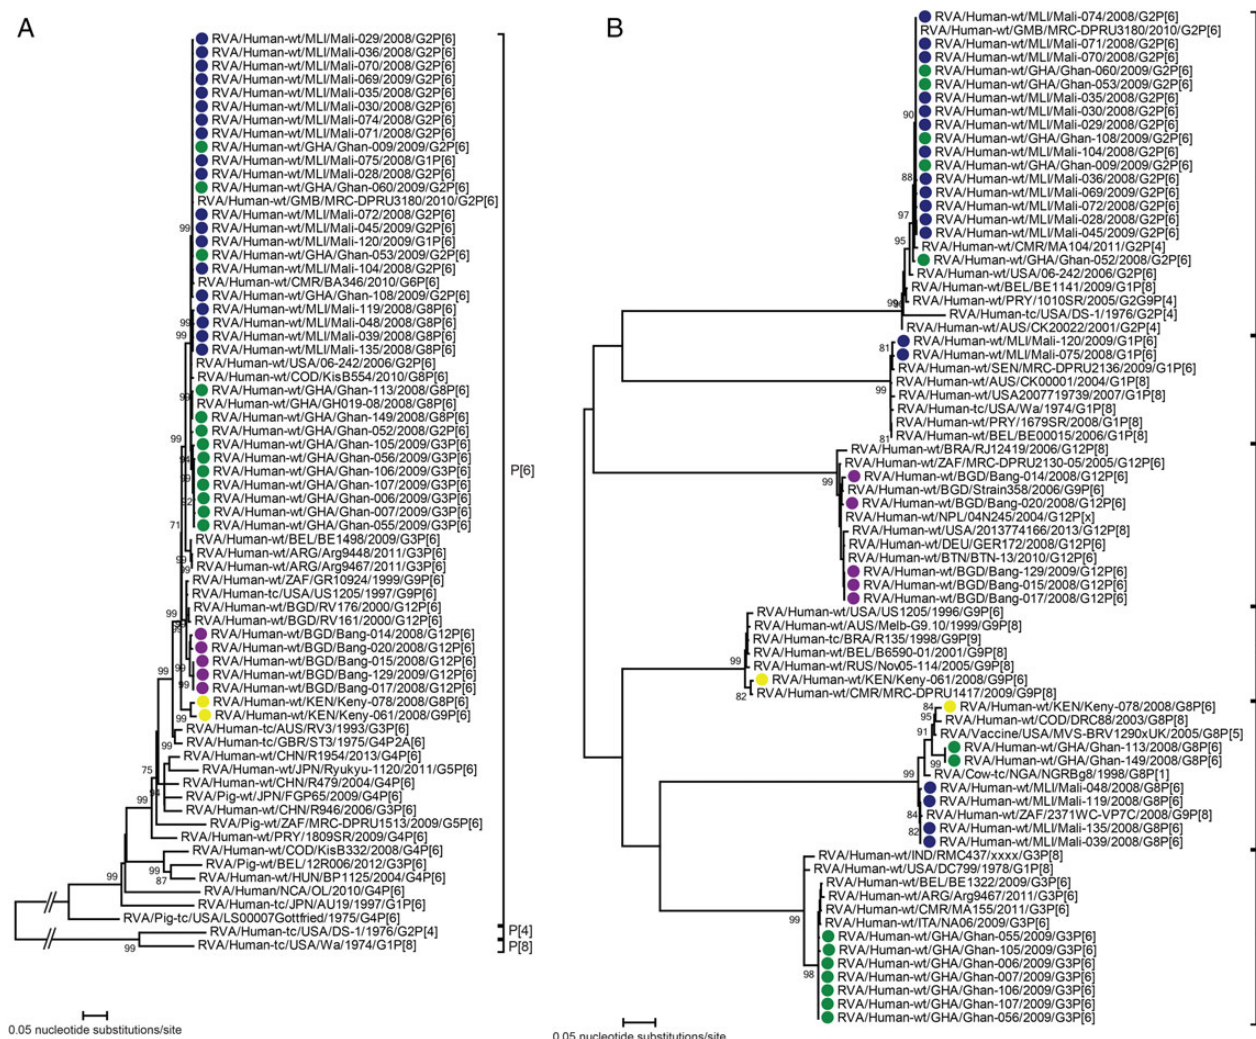 A
RVA/Human-wt/MLI/Mali-029/2008/G2P[6]
RVA/Human-wt/MLI/Mali-036/2008/G2P[6]
RVA/Human-wt/MLI/Mali-070/2008/G2P[6]
RVA/Human-wt/MLI/Mali-069/2008/G2P[6]
RVA/Human-wt/MLI/Mali-035/2008/G2P[6]
RVA/Human-wt/MLI/Mali-030/2008/G2P[6]
RVA/Human-wt/MLI/Mali-074/2008/G2P[6]
RVA/Human-wt/MLI/Mali-071/2008/G2P[6]
RVA/Human-wt/GHA/Ghan-009/2009/G2P[6]
RVA/Human-wt/MLI/Mali-075/2008/G1P[6]
RVA/Human-wt/MLI/Mali-028/2008/G2P[6]
RVA/Human-wt/GHA/Ghan-060/2009/G2P[6]
RVA/Human-wt/GMB/MRC-DPRU3180/2010/G2P[6]
RVA/Human-wt/MLI/Mali-072/2008/G2P[6]
99 RVA/Human-wt/MLI/Mali-045/2009/G2P[6]
RVA/Human-wt/MLI/Mali-120/2009/G1P[6]
RVA/Human-wt/GHA/Ghan-053/2009/G2P[6]
RVA/Human-wt/MLI/Mali-104/2008/G2P[6]
RVA/Human-wt/CMR/BA346/2010/G6P[6]
RVA/Human-wt/GHA/Ghan-108/2009/G2P[6]
RVA/Human-wt/MLI/Mali-119/2008/G8P[6]
99 RVA/Human-wt/MLI/Mali-048/2008/G8P[6]
99 RVA/Human-wt/MLI/Mali-039/2008/G8P[6]
RVA/Human-wt/MLI/Mali-135/2008/G8P[6]
RVA/Human-wt/USA/06-242/2006/G2P[6]
RVA/Human-wt/COD/KisB554/2010/G8P[6]
RVA/Human-wt/GHA/Ghan-113/2008/G8P[6]
99 RVA/Human-wt/GHA/GH019-08/2008/G8P[6]
RVA/Human-wt/GHA/Ghan-149/2008/G8P[6]
RVA/Human-wt/GHA/Ghan-052/2008/G2P[6]
99 RVA/Human-wt/GHA/Ghan-105/2009/G3P[6]
RVA/Human-wt/GHA/Ghan-056/2009/G3P[6]
RVA/Human-wt/GHA/Ghan-106/2009/G3P[6]
P[6]
99 RVA/Human-wt/GHA/Ghan-107/2009/G3P[6]
RVA/Human-wt/GHA/Ghan-006/2009/G3P[6]
RVA/Human-wt/GHA/Ghan-007/2009/G3P[6]
71 RVA/Human-wt/GHA/Ghan-055/2009/G3P[6]
RVA/Human-wt/BEL/BE1498/2009/G3P[6]
RVA/Human-wt/ARG/Arg9448/2011/G3P[6]
99 RVA/Human-wt/ARG/Arg9467/2011/G3P[6]
RVA/Human-wt/ZAF/GR10924/1999/G9P[6]
RVA/Human-tc/USA/US1205/1997/G9P[6]
99 RVA/Human-wt/BGD/RV176/2000/G12P[6]
RVA/Human-wt/BGD/RV161/2000/G12P[6]
RVA/Human-wt/BGD/Bang-014/2008/G12P[6]
RVA/Human-wt/BGD/Bang-020/2008/G12P[6]
RVA/Human-wt/BGD/Bang-015/2008/G12P[6]
99 99 RVA/Human-wt/BGD/Bang-129/2009/G12P[6]
99 RVA/Human-wt/BGD/Bang-017/2008/G12P[6]
RVA/Human-wt/KEN/Keny-078/2008/G8P[6]
99 RVA/Human-wt/KEN/Keny-061/2008/G9P[6]
RVA/Human-tc/AUS/RV3/1993/G3P[6]
99 RVA/Human-tc/GBR/ST3/1975/G4P2A[6]
RVA/Human-wt/CHN/R1954/2013/G4P[6]
75 RVA/Human-wt/JPN/Ryukyu-1120/2011/G5P[6]
RVA/Human-wt/CHN/R479/2004/G4P[6]
RVA/Pig-wt/JPN/FGP65/2009/G4P[6]
99 RVA/Human-wt/CHN/R946/2006/G3P[6]
RVA/Pig-wt/ZAF/MRC-DPRU1513/2009/G5P[6]
RVA/Human-wt/PRY/1809SR/2009/G4P[6]
RVA/Human-wt/COD/KisB332/2008/G4P[6]
99 RVA/Pig-wt/BEL/12R006/2012/G3P[6]
99 87 RVA/Human-wt/HUN/BP1125/2004/G4P[6]
RVA/Human/NCA/OL/2010/G4P[6]
RVA/Human-tc/JPN/AU19/1997/G1P[6]
RVA/Pig-tc/USA/LS00007Gottfried/1975/G4P[6]
RVA/Human-tc/USA/DS-1/1976/G2P[4] P[4]
99 RVA/Human-tc/USA/Wa/1974/G1P[8] P[8]
0.05 nucleotide substitutions/site
B
RVA/Human-wt/MLI/Mali-074/2008/G2P[6]
RVA/Human-wt/GMB/MRC-DPRU3180/2010/G2P[6]
RVA/Human-wt/MLI/Mali-071/2008/G2P[6]
RVA/Human-wt/MLI/Mali-070/2008/G2P[6]
RVA/Human-wt/GHA/Ghan-060/2009/G2P[6]
RVA/Human-wt/GHA/Ghan-053/2009/G2P[6]
RVA/Human-wt/MLI/Mali-035/2008/G2P[6]
90 RVA/Human-wt/MLI/Mali-030/2008/G2P[6]
RVA/Human-wt/MLI/Mali-029/2008/G2P[6]
RVA/Human-wt/GHA/Ghan-108/2009/G2P[6]
RVA/Human-wt/MLI/Mali-104/2008/G2P[6]
RVA/Human-wt/GHA/Ghan-009/2009/G2P[6]
88 RVA/Human-wt/MLI/Mali-036/2008/G2P[6]
RVA/Human-wt/MLI/Mali-069/2008/G2P[6]
RVA/Human-wt/MLI/Mali-072/2008/G2P[6]
97 RVA/Human-wt/MLI/Mali-028/2008/G2P[6]
RVA/Human-wt/MLI/Mali-045/2009/G2P[6]
95 RVA/Human-wt/CMR/MA104/2011/G2P[4]
RVA/Human-wt/GHA/Ghan-052/2008/G2P[6]
RVA/Human-wt/USA/06-242/2006/G2P[6]
RVA/Human-wt/BEL/BE1141/2009/G1P[8]
RVA/Human-wt/PRY/1010SR/2005/G2G9P[4]
RVA/Human-tc/USA/DS-1/1976/G2P[4]
RVA/Human-wt/AUS/CK20022/2001/G2P[4]
81 RVA/Human-wt/MLI/Mali-120/2009/G1P[6]
RVA/Human-wt/MLI/Mali-075/2008/G1P[6]
RVA/Human-wt/SEN/MRC-DPRU2136/2009/G1P[6]
99 RVA/Human-wt/AUS/CK00001/2004/G1P[8]
RVA/Human-wt/USA2007719739/2007/G1P[8]
RVA/Human-tc/USA/Wa/1974/G1P[8]
RVA/Human-wt/PRY/1679SR/2008/G1P[8]
81 RVA/Human-wt/BEL/BE00015/2006/G1P[8]
RVA/Human-wt/BRA/RJ12419/2006/G12P[8]
RVA/Human-wt/ZAF/MRC-DPRU2130-05/2005/G12P[6]
99 RVA/Human-wt/BGD/Bang-014/2008/G12P[6]
RVA/Human-wt/BGD/Strain358/2006/G9P[6]
RVA/Human-wt/BGD/Bang-020/2008/G12P[6]
RVA/Human-wt/NPL/04N245/2004/G12P[x]
RVA/Human-wt/USA/2013774166/2013/G12P[8]
RVA/Human-wt/DEU/GER172/2008/G12P[6]
RVA/Human-wt/BTN/BTN-13/2010/G12P[6]
RVA/Human-wt/BGD/Bang-129/2009/G12P[6]
RVA/Human-wt/BGD/Bang-015/2008/G12P[6]
RVA/Human-wt/BGD/Bang-017/2008/G12P[6]
RVA/Human-wt/USA/US1205/1996/G9P[6]
RVA/Human-wt/AUS/Melb-G9.10/1999/G9P[8]
RVA/Human-tc/BRA/R135/1998/G9P[9]
RVA/Human-wt/BEL/B6590-01/2001/G9P[8]
99 RVA/Human-wt/RUS/Nov05-114/2005/G9P[8]
RVA/Human-wt/KEN/Keny-061/2008/G9P[6]
82 RVA/Human-wt/CMR/MRC-DPRU1417/2009/G9P[8]
84 RVA/Human-wt/KEN/Keny-078/2008/G8P[6]
95 RVA/Human-wt/COD/DRC88/2003/G8P[8]
91 RVA/Vaccine/USA/MVS-BRV1290xUK/2005/G8P[5]
RVA/Human-wt/GHA/Ghan-113/2008/G8P[6]
99 RVA/Human-wt/GHA/Ghan-149/2008/G8P[6]
99 RVA/Cow-tc/NGA/NGRBg8/1998/G8P[1]
RVA/Human-wt/MLI/Mali-048/2008/G8P[6]
RVA/Human-wt/MLI/Mali-119/2008/G8P[6]
84 RVA/Human-wt/ZAF/2371WC-VP7C/2008/G9P[8]
82 RVA/Human-wt/MLI/Mali-135/2008/G8P[6]
RVA/Human-wt/MLI/Mali-039/2008/G8P[6]
RVA/Human-wt/IND/RMC437/xxxx/G3P[8]
RVA/Human-wt/USA/DC799/1978/G1P[8]
RVA/Human-wt/BEL/BE1322/2009/G3P[6]
RVA/Human-wt/ARG/Arg9467/2011/G3P[6]
RVA/Human-wt/CMR/MA155/2011/G3P[6]
99 RVA/Human-wt/ITA/NA06/2009/G3P[6]
RVA/Human-wt/GHA/Ghan-055/2009/G3P[6]
RVA/Human-wt/GHA/Ghan-105/2009/G3P[6]
RVA/Human-wt/GHA/Ghan-006/2009/G3P[6]
98 RVA/Human-wt/GHA/Ghan-007/2009/G3P[6]
RVA/Human-wt/GHA/Ghan-106/2009/G3P[6]
RVA/Human-wt/GHA/Ghan-107/2009/G3P[6]
RVA/Human-wt/GHA/Ghan-056/2009/G3P[6]
0.05 nucleotide substitutions/site